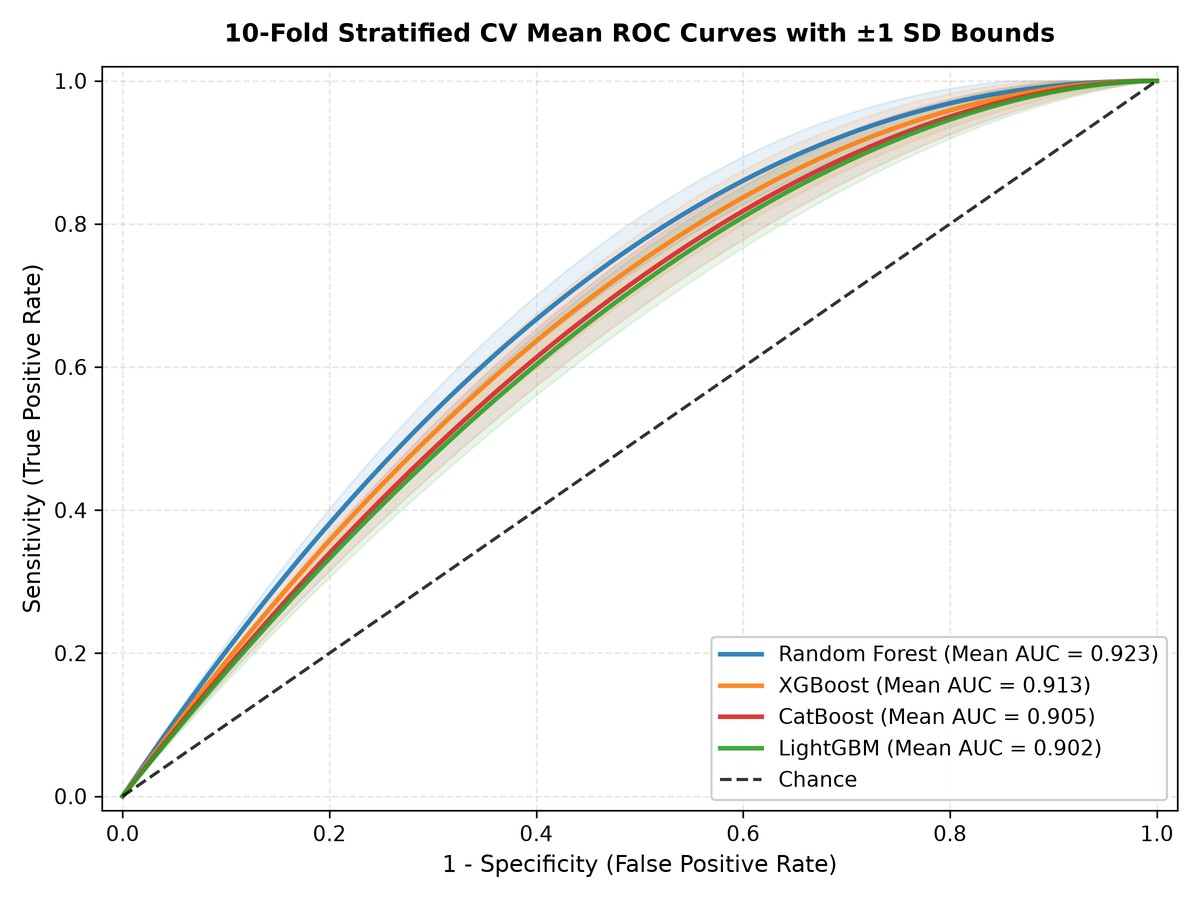 10-Fold Stratified CV Mean ROC Curves with ±1 SD Bounds
Sensitivity (True Positive Rate)
1.0
0.8
0.6
0.4
0.2
0.0
Random Forest (Mean AUC = 0.923)
XGBoost (Mean AUC = 0.913)
CatBoost (Mean AUC = 0.905)
LightGBM (Mean AUC = 0.902)
Chance
0.0 0.2 0.4 0.6 0.8 1.0
1 - Specificity (False Positive Rate)